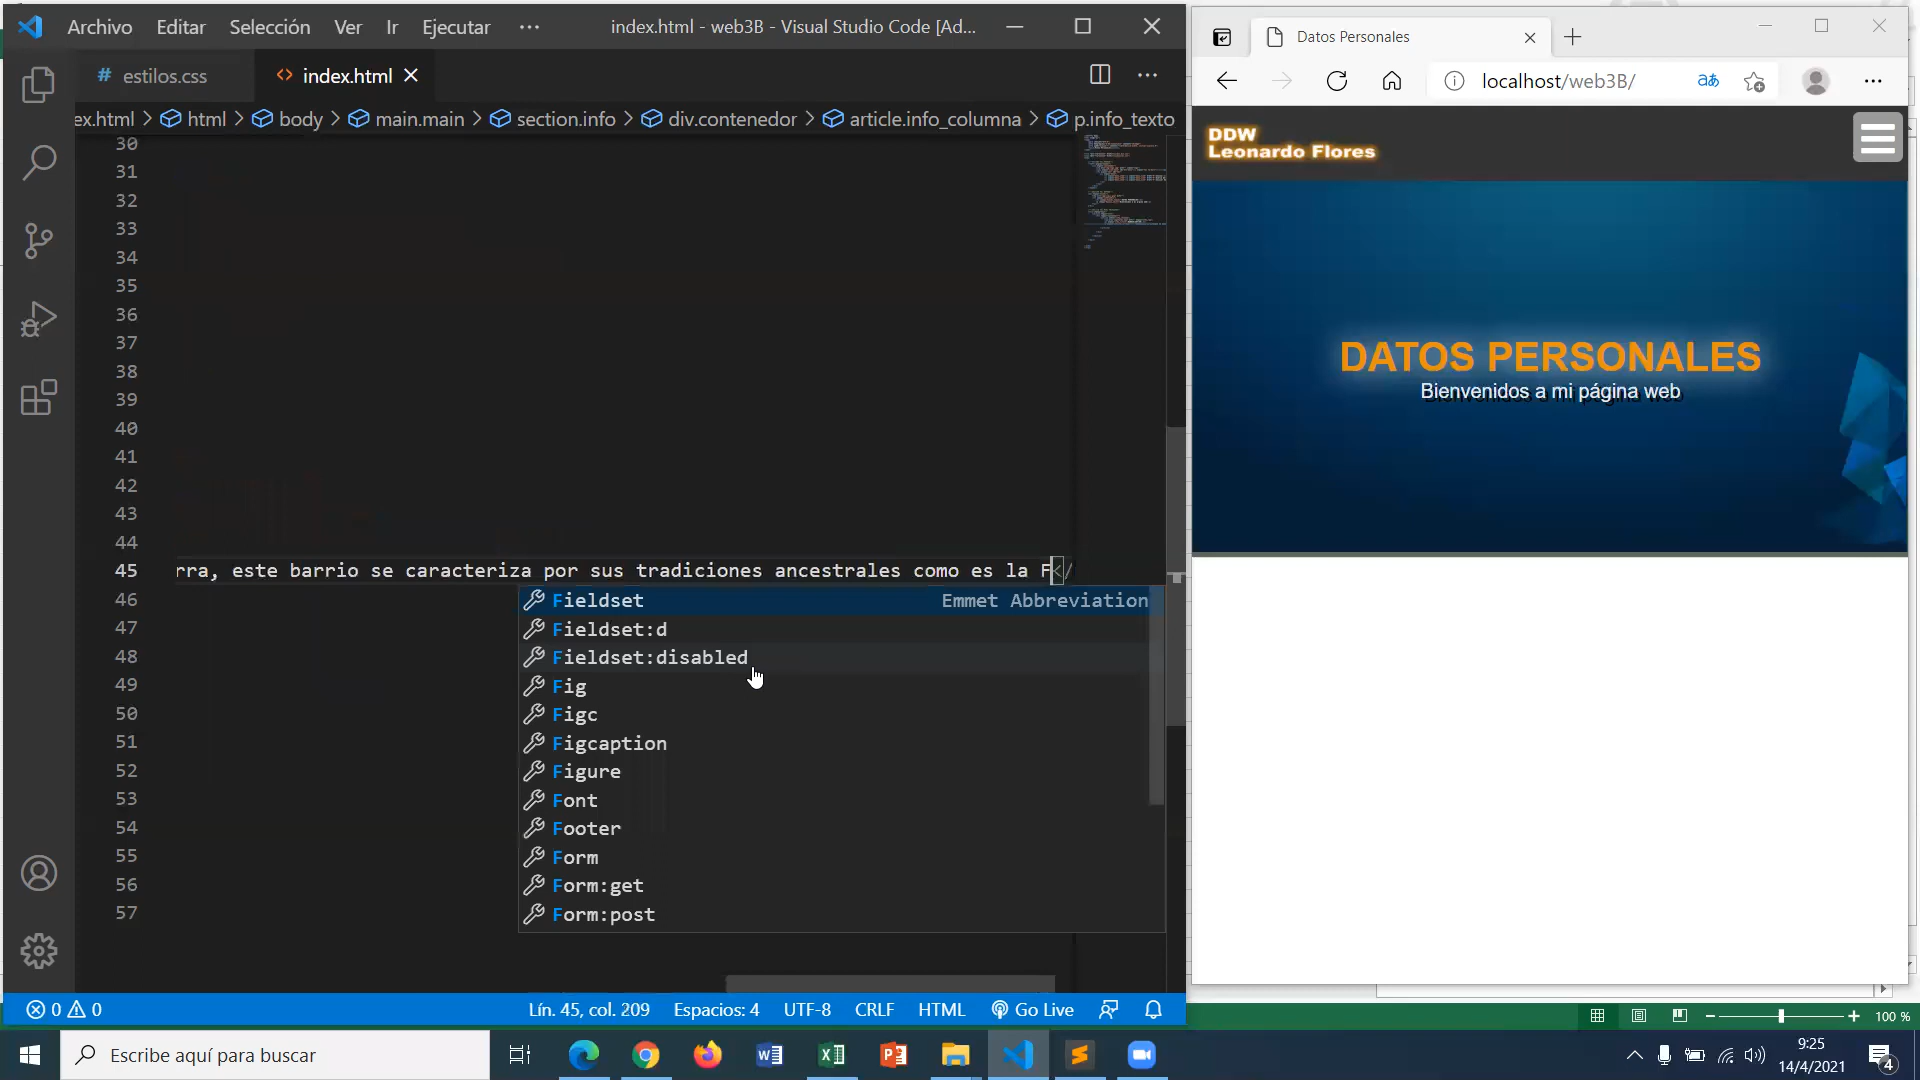 Archivo Editar Selección Ver Ir Ejecutar ··· index.html - web3B - Visual Studio Code [Ad...
# estilos.css <> index.html ×
ex.html > html > body > main.main > section.info > div.contenedor > article.info_columna > p.info_texto
30
31
32
33
34
35
36
37
38
39
40
41
42
43
44
45 rra, este barrio se caracteriza por sus tradiciones ancestrales como es la F</
46
47
48
49
50
51
52
53
54
55
56
57
Fieldset Emmet Abbreviation
Fieldset:d
Fieldset:disabled
Fig
Figc
Figcaption
Figure
Font
Footer
Form
Form:get
Form:post
0 0 Lín. 45, col. 209 Espacios: 4 UTF-8 CRLF HTML Go Live
Datos Personales
localhost/web3B/ aあ
DDW
Leonardo Flores
DATOS PERSONALES
Bienvenidos a mi página web
100 %
Escribe aquí para buscar
9:25
14/4/2021
4